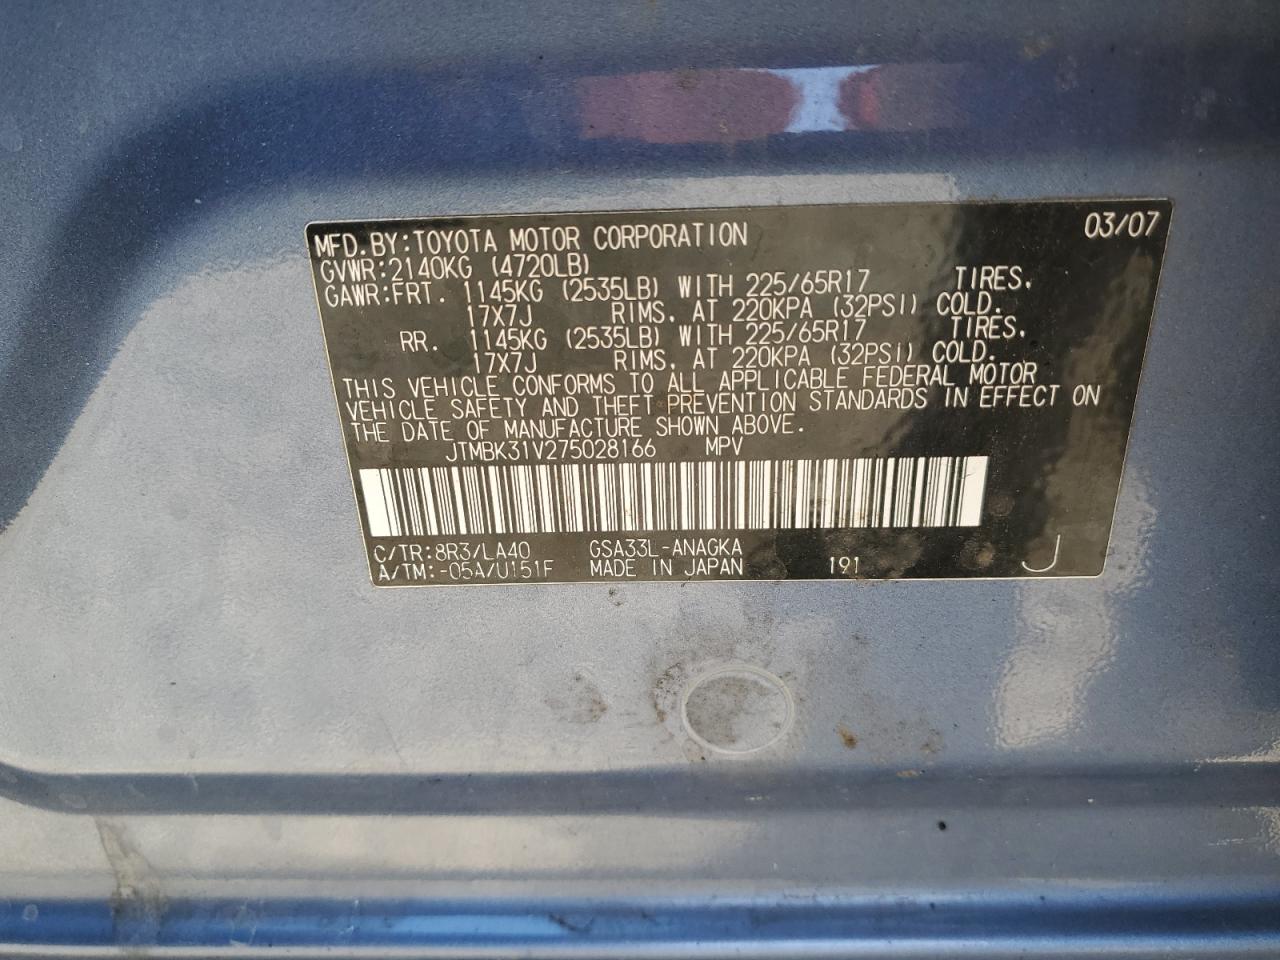 MFD.BY:TOYOTA MOTOR CORPORATION 03/07
GVWR:2140KG (4720LB)
GAWR:FRT. 1145KG (2535LB) WITH 225/65R17 TIRES,
17X7J RIMS, AT 220KPA (32PSI) COLD.
RR. 1145KG (2535LB) WITH 225/65R17 TIRES,
17X7J RIMS, AT 220KPA (32PSI) COLD.
THIS VEHICLE CONFORMS TO ALL APPLICABLE FEDERAL MOTOR
VEHICLE SAFETY AND THEFT PREVENTION STANDARDS IN EFFECT ON
THE DATE OF MANUFACTURE SHOWN ABOVE.
JTMBK31V275028166 MPV
C/TR:8R3/LA40 GSA33L-ANAGKA
A/TM:-05A/U151F MADE IN JAPAN 191 J